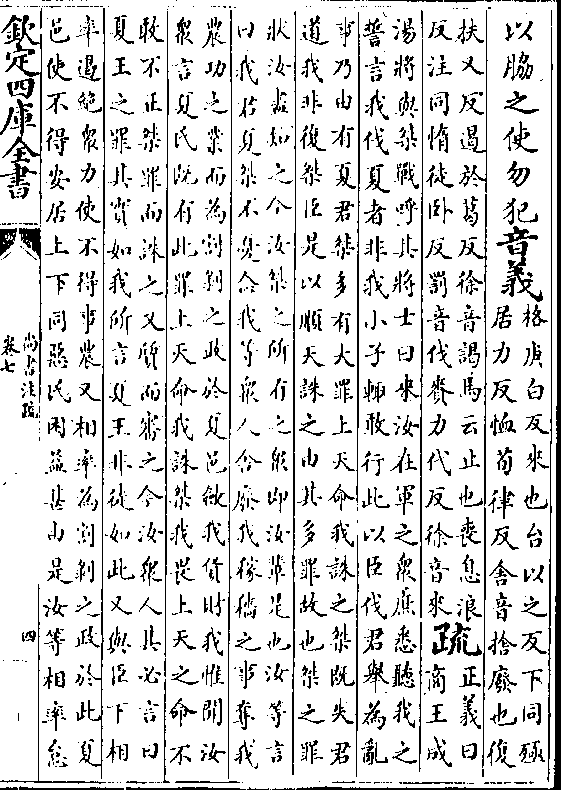 以脇之使勿犯音義格庚白反來也台以之反下同殛
居力反恤荀律反舍音捨廢也復
扶又反遏於葛反徐音謁馬云止也喪息浪
反注同惰徒卧反罰音伐賚力代反徐音來
疏正義曰
商王成
湯將與桀戰呼其將士曰來汝在軍之衆庶悉聽我之
誓言我伐夏者非我小子輒敢行此以臣伐君舉為亂
事乃由有夏君桀多有大罪上天命我誅之桀既失君
道我非復桀臣是以順天誅之由其多罪故也桀之罪
狀汝盡知之今汝桀之所有之衆即汝輩是也汝等言
曰我君夏桀不憂念我等衆人舍廢我稼穡之事奪我
農功之業而為割剥之政於夏邑斂我貨財我惟聞汝
衆言夏氏既有此罪上天命我誅桀我畏上天之命不
敢不正桀罪而誅之又質而審之今汝衆人其必言曰
夏王之罪其實如我所言夏王非徒如此又與臣下相
率遏絶衆力使不得事農又相率為割剥之政於此夏
邑使不得安居上下同惡民困益甚由是汝等相率怠
欽定四庫全書
尚書注疏
卷七
四